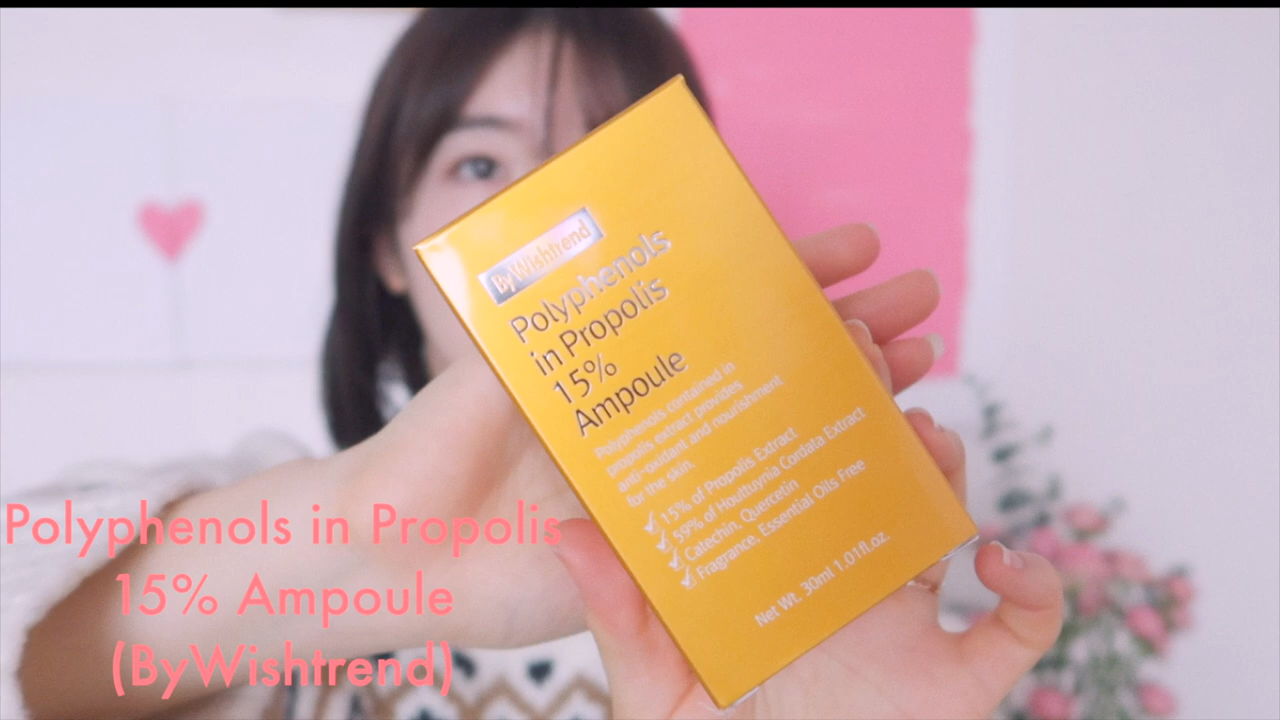 By Wishtrend
Polyphenols
in Propolis
15%
Ampoule
Polyphenols contained in
propolis extract provides
anti-oxidant and nourishment
for the skin.
15% of Propolis Extract
59% of Houttuynia Cordata Extract
Catechin, Quercetin
Fragrance, Essential Oils Free
Net Wt. 30ml 1.01fl.oz.
Polyphenols in Propolis
15% Ampoule
(ByWishtrend)